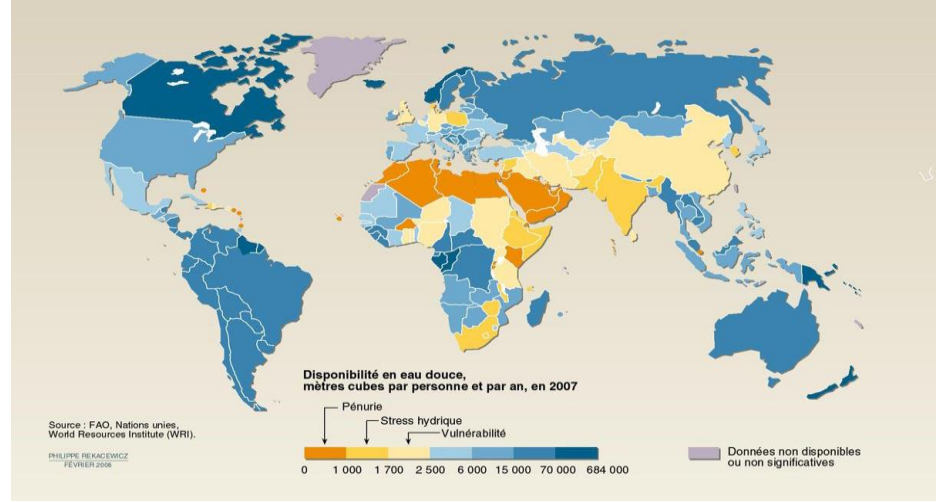 Disponibilité en eau douce,
mètres cubes par personne et par an, en 2007
Pénurie
Stress hydrique
Vulnérabilité
0 1 000 1 700 2 500 6 000 15 000 70 000 684 000
Source : FAO, Nations unies,
World Resources Institute (WRI).
PHILIPPE REKACEWICZ
FÉVRIER 2006
Données non disponibles
ou non significatives